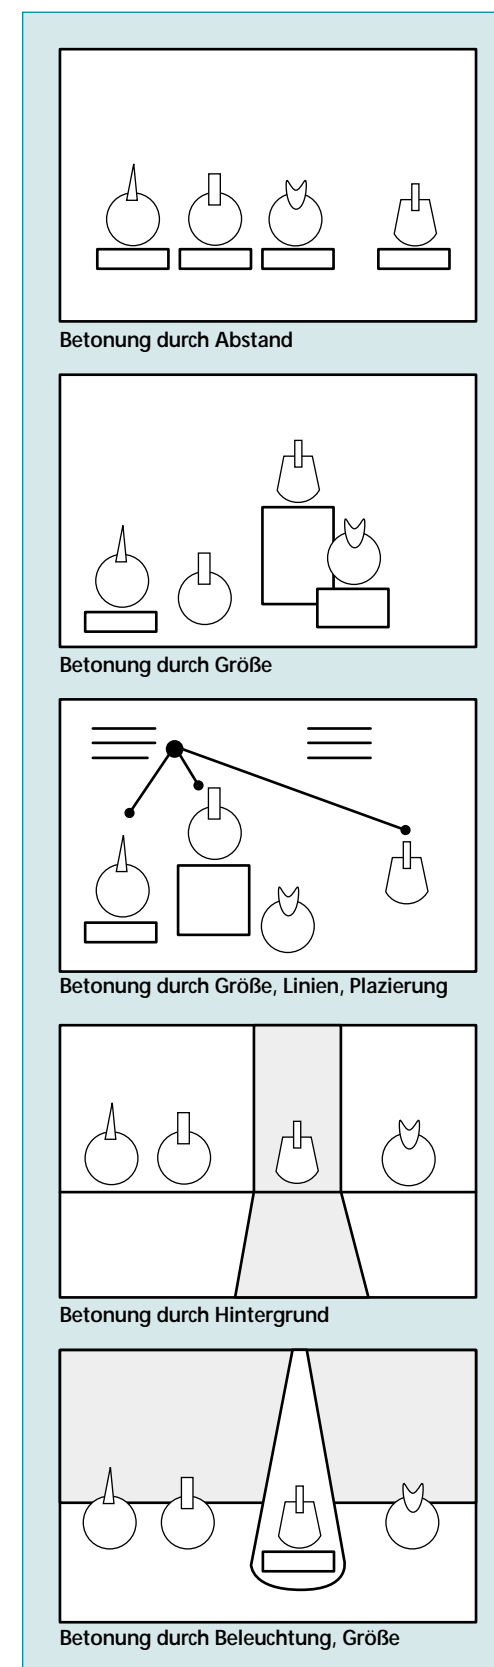 Betonung durch Abstand
Betonung durch Größe
Betonung durch Größe, Linien, Plazierung
Betonung durch Hintergrund
Betonung durch Beleuchtung, Größe